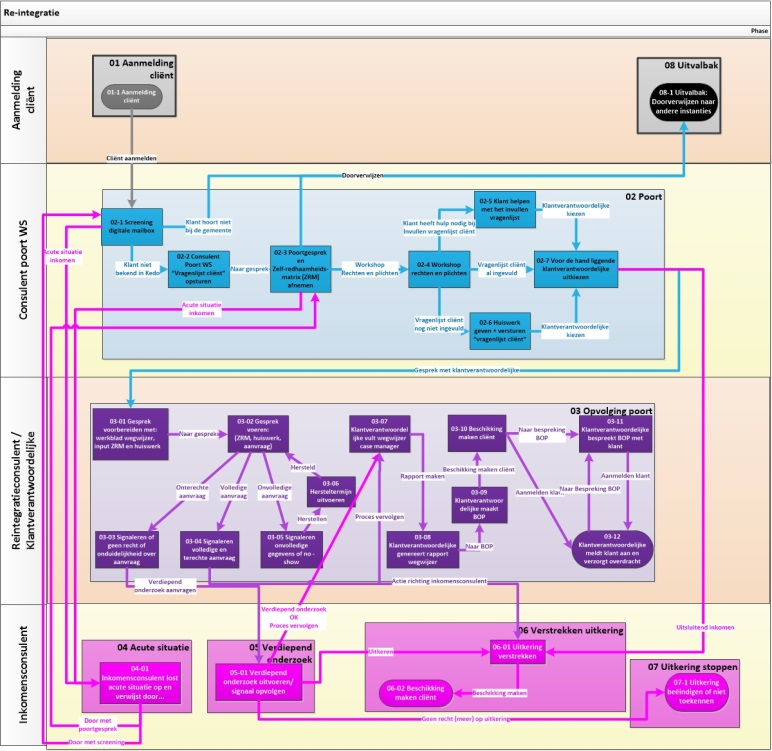 Re-integratie
Phase
Aanmelding
cliënt
01 Aanmelding
cliënt
01-1 Aanmelding
cliënt
08 Uitvalbak
08-1 Uitvalbak:
Doorverwijzen naar
andere instanties
Cliënt aanmelden
Doorverwijzen
Consulent poort WS
02 Poort
02-1 Screening
digitale mailbox
Klant hoort niet
bij de gemeente
Klant niet
bekend in Kedo
02-2 Consulent
Poort WS
"Vragenlijst cliënt"
opsturen
Naar gesprek
02-3 Poortgesprek
en
Zelf-redhaamheids-
matrix (ZRM)
afnemen
Workshop
Rechten en plichten
02-4 Workshop
rechten en plichten
Klant heeft hulp nodig bij
Invullen vragenlijst cliënt
02-5 Klant helpen
met het invullen
vragenlijst
Klantverantwoordelijke
kiezen
Vragenlijst cliënt
al ingevuld
02-7 Voor de hand liggende
klantverantwoordelijke
uitkiezen
Vragenlijst cliënt
nog niet ingevuld
02-6 Huiswerk
geven + versturen
"vragenlijst cliënt"
Klantverantwoordelijke
kiezen
Acute situatie
inkomen
Acute situatie
inkomen
Gesprek met klantverantwoordelijke
Reintegratieconsulent /
Klantverantwoordelijke
03 Opvolging poort
03-01 Gesprek
voorbereiden met:
werkblad wegwijzer,
input ZRM en huiswerk
Naar gesprek
03-02 Gesprek
voeren:
(ZRM, huiswerk,
aanvraag)
Onterechte
aanvraag
Volledige
aanvraag
Onvolledige
aanvraag
Hersteld
03-06
Hersteltermijn
uitvoeren
Herstellen
03-03 Signaleren of
geen recht of
onduidelijkheid over
aanvraag
03-04 Signaleren
volledige en
terechte aanvraag
03-05 Signaleren
onvolledige
gegevens of no-
show
03-07
Klantverantwoordel
ijke vult wegwijzer
case manager
Rapport maken
Proces vervolgen
03-08
Klantverantwoordelijke
genereert rapport
wegwijzer
Naar BOP
03-09
Klantverantwoor
delijke maakt
BOP
Beschikking maken cliënt
03-10 Beschikking
maken cliënt
Naar bespreking
BOP
03-11
Klantverantwoordelijke
bespreekt BOP met klant
Aanmelden klant
Aanmelden
Naar Bespreking BOP
03-12
Klantverantwoordelijke
meldt klant aan en
verzorgt overdracht
Verdiepend
onderzoek aanvragen
Actie richting inkomensconsulent
Verdiepend onderzoek
OK
Proces vervolgen
Uitsluitend inkomen
Inkomstenconsulent
04 Acute situatie
04-01
Inkomensconsulent lost
acute situatie op en
verwijst door...
05 Verdiepend
onderzoek
05-01 Verdiepend
onderzoek uitvoeren/
signaal opvolgen
Uitkeren
06 Verstrekken uitkering
06-01 Uitkering
verstrekken
Beschikking maken
06-02 Beschikking
maken cliënt
07 Uitkering stoppen
07-1 Uitkering
beëindigen of niet
toekennen
Geen recht (meer) op uitkering
Door met
poortgesprek
Door met screening